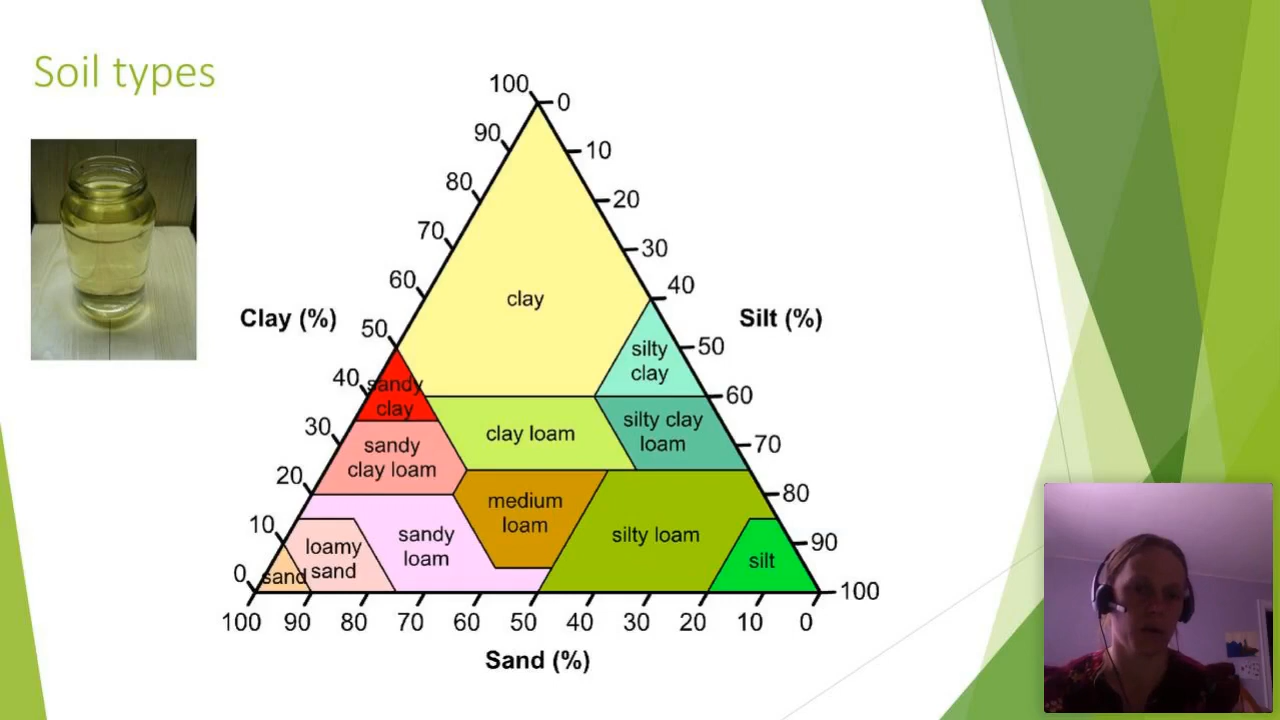 Soil types
100
0
90
10
80
20
70
30
60
40
Clay (%)
Silt (%)
50
50
40
60
30
70
20
80
10
90
0
100
clay
silty
clay
sandy
clay
clay loam
silty clay
loam
sandy
clay loam
medium
loam
sandy
loam
silty loam
loamy
sand
sand
silt
100 90 80 70 60 50 40 30 20 10 0
Sand (%)